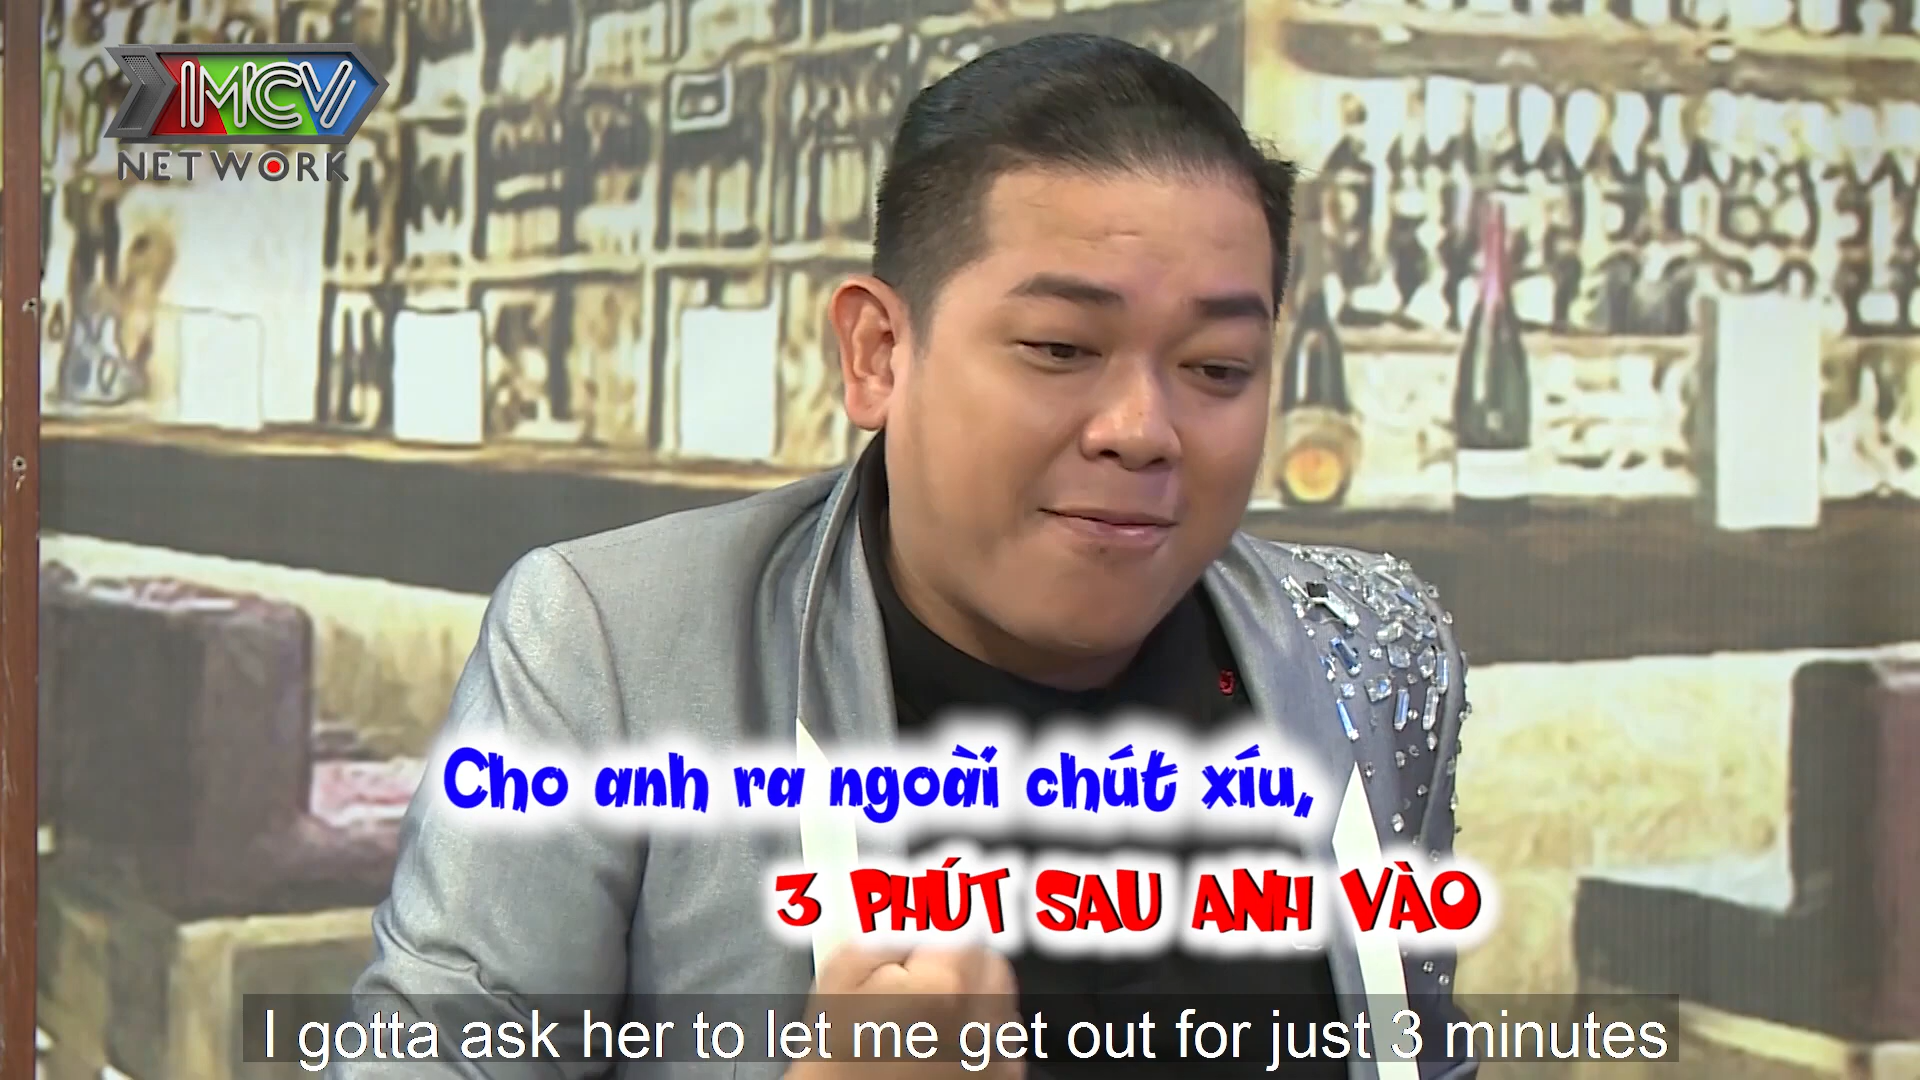 MCV
NETWORK
Cho anh ra ngoài chút xíu,
3 PHÚT SAU ANH VÀO
I gotta ask her to let me get out for just 3 minutes